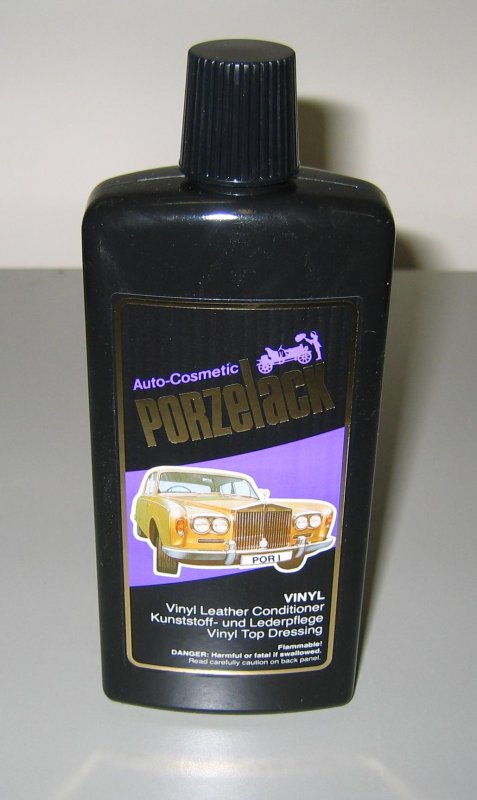 Auto-Cosmetic
PORZelack
POR I
VINYL
Vinyl Leather Conditioner
Kunststoff- und Lederpflege
Vinyl Top Dressing
Flammable!
DANGER: Harmful or fatal if swallowed.
Read carefully caution on back panel.